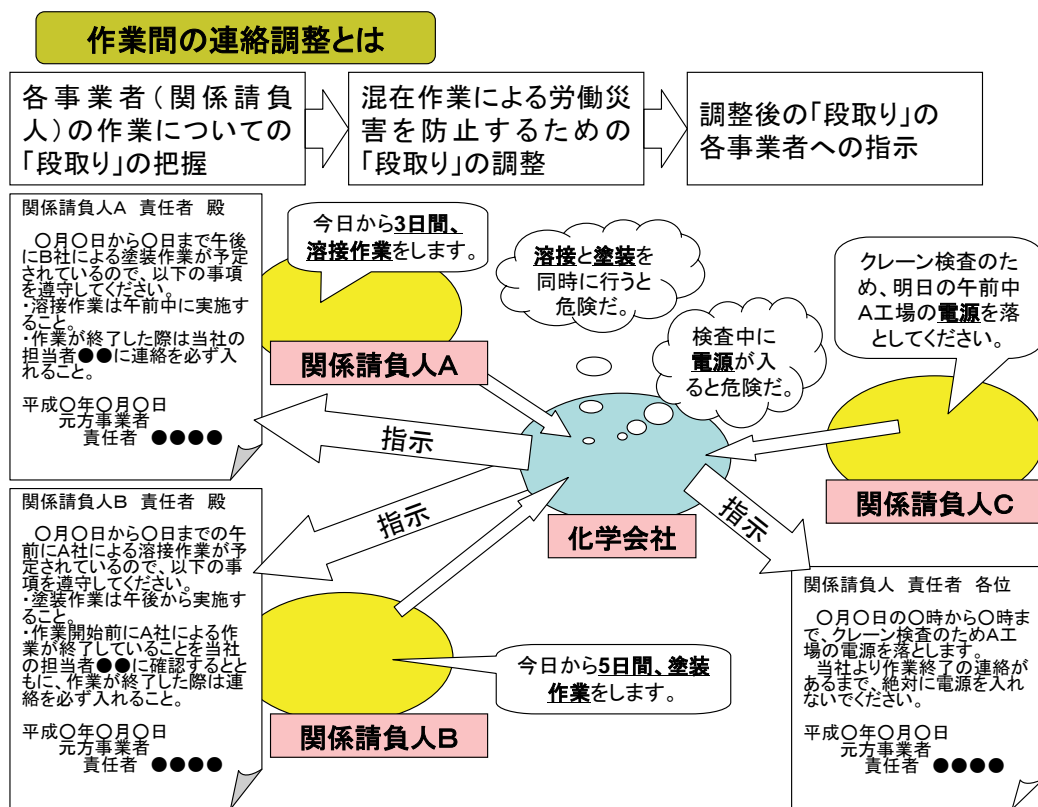 作業間の連絡調整とは
各事業者(関係請負
人)の作業についての
「段取り」の把握
混在作業による労働災
害を防止するための
「段取り」の調整
調整後の「段取り」の
各事業者への指示
関係請負人A 責任者 殿
○月○日から○日まで午後
にB社による塗装作業が予定
されているので、以下の事項
を遵守してください。
・溶接作業は午前中に実施す
ること。
・作業が終了した際は当社の
担当者●●に連絡を必ず入
れること。
平成○年○月○日
元方事業者
責任者 ●●●●
今日から3日間、
溶接作業をします。
関係請負人A
溶接と塗装を
同時に行うと
危険だ。
検査中に
電源が入
ると危険だ。
クレーン検査のた
め、明日の午前中
A工場の電源を落
としてください。
関係請負人C
指示
指示
指示
化学会社
関係請負人B 責任者 殿
○月○日から○日までの午
前にA社による溶接作業が予
定されているので、以下の事
項を遵守してください。
・塗装作業は午後から実施す
ること。
・作業開始前にA社による作
業が終了していることを当社
の担当者●●に確認するとと
もに、作業が終了した際は連
絡を必ず入れること。
平成○年○月○日
元方事業者
責任者 ●●●●
今日から5日間、塗装
作業をします。
関係請負人B
関係請負人 責任者 各位
○月○日の○時から○時ま
で、クレーン検査のためA工
場の電源を落とします。
当社より作業終了の連絡が
あるまで、絶対に電源を入れ
ないでください。
平成○年○月○日
元方事業者
責任者 ●●●●